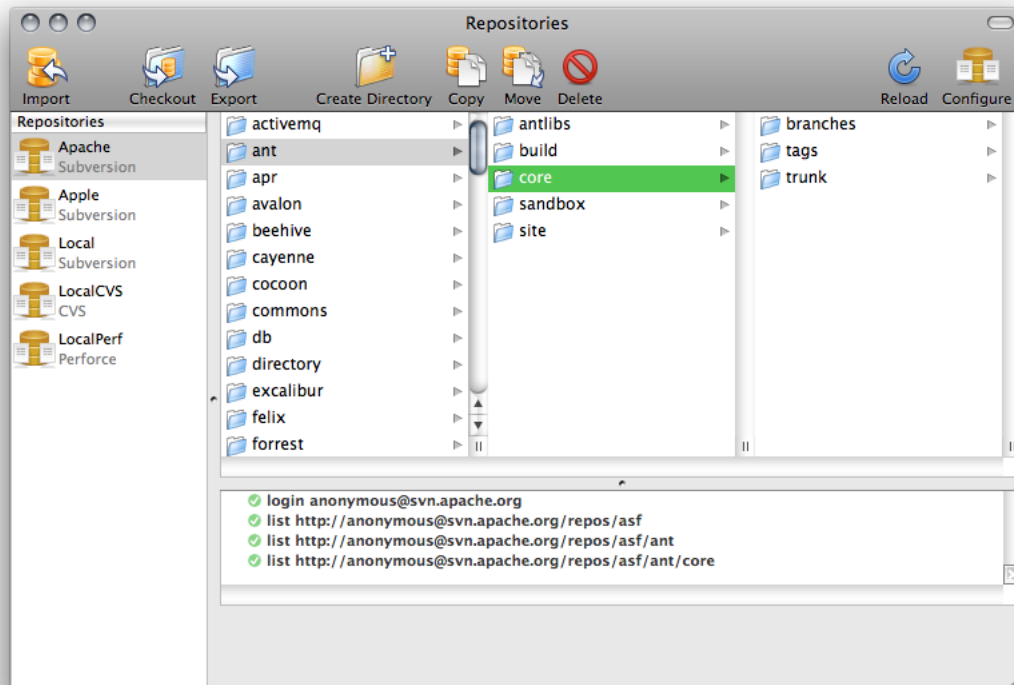 Repositories
Import
Checkout
Export
Create Directory
Copy
Move
Delete
Reload
Configure
Repositories
Apache
Subversion
Apple
Subversion
Local
Subversion
LocalCVS
CVS
LocalPerf
Perforce
activemq
ant
apr
avalon
beehive
cayenne
cocoon
commons
db
directory
excalibur
felix
forrest
antlibs
build
core
sandbox
site
branches
tags
trunk
login anonymous@svn.apache.org
list http://anonymous@svn.apache.org/repos/asf
list http://anonymous@svn.apache.org/repos/asf/ant
list http://anonymous@svn.apache.org/repos/asf/ant/core